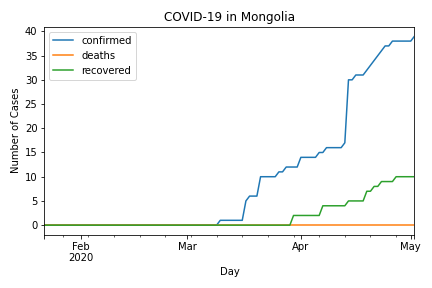 COVID-19 in Mongolia
confirmed
deaths
recovered
Number of Cases
40
35
30
25
20
15
10
5
0
Feb
2020
Mar
Apr
May
Day